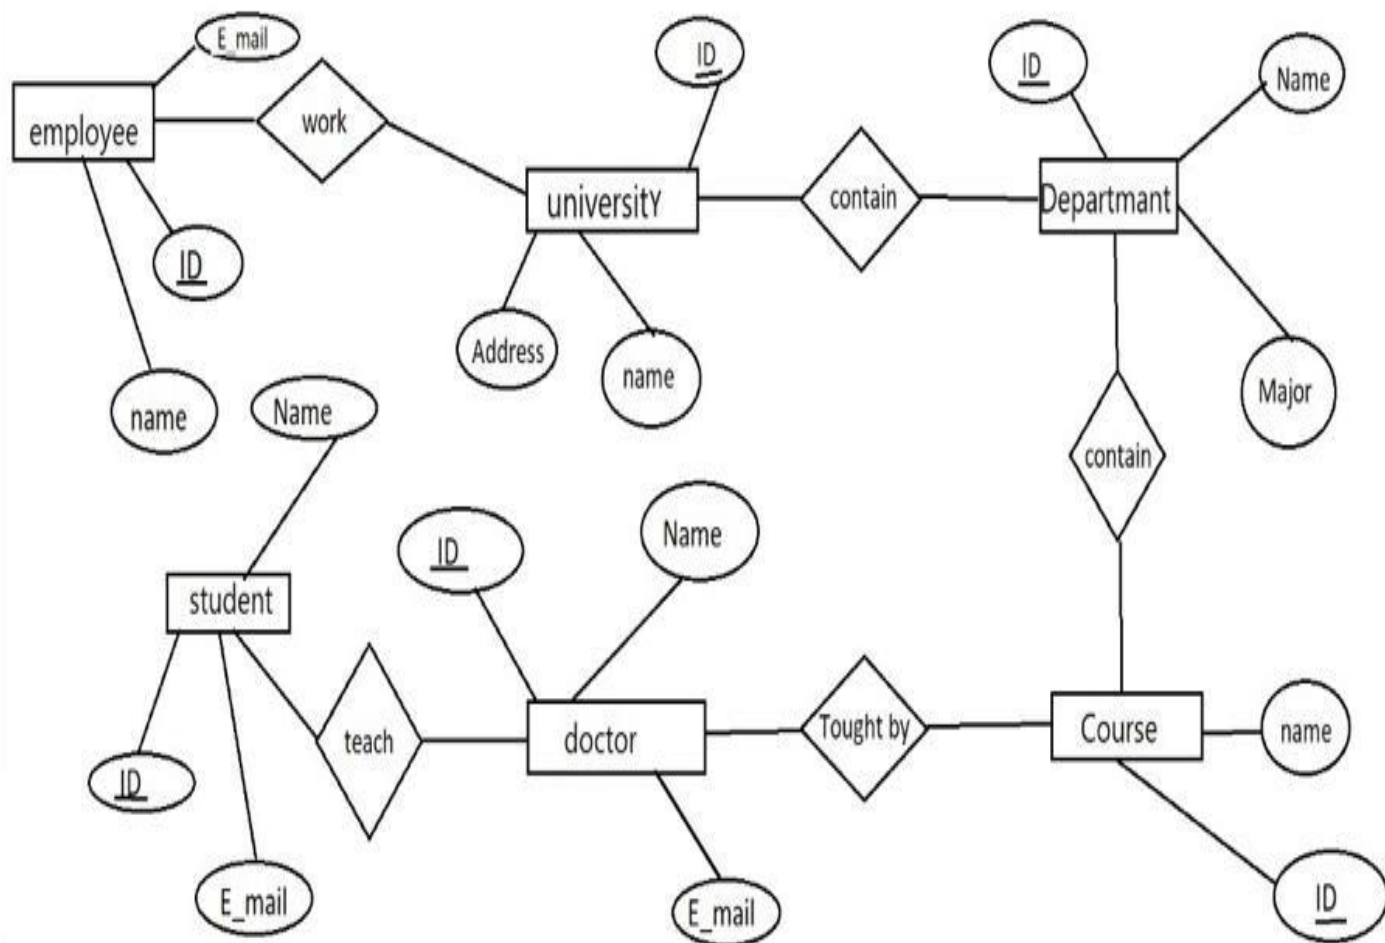 E_mail
employee
work
ID
name
ID
universitY
Address
name
contain
ID
Name
Departmant
Major
contain
Name
student
ID
E_mail
teach
ID
Name
doctor
E_mail
Tought by
Course
name
ID